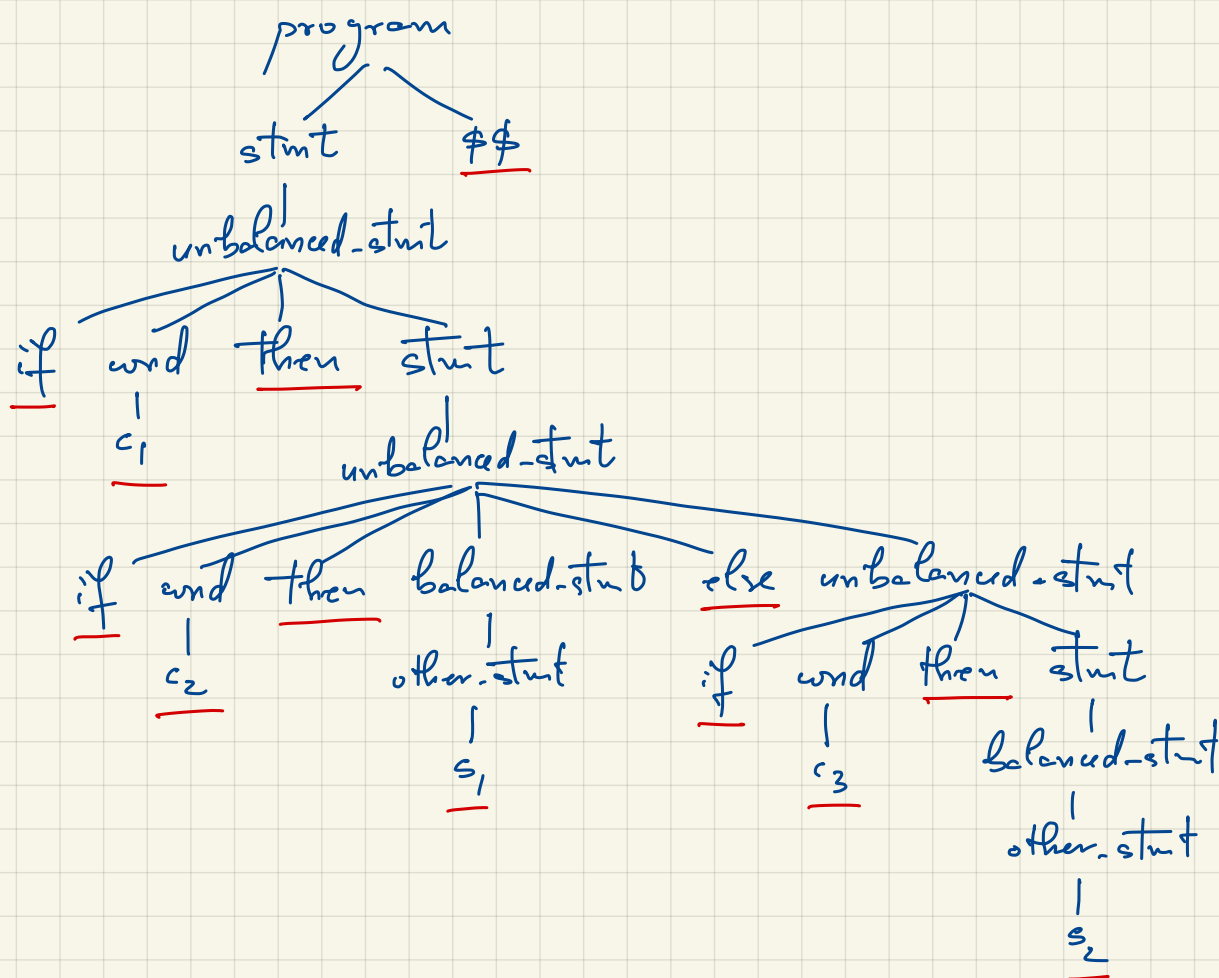 program
stmt $$
unbalanced_stmt
if cond then stmt
c1
unbalanced_stmt
if cond then balanced_stmt else unbalanced_stmt
c2 other_stmt if cond then stmt
s1 c3 balanced_stmt
other_stmt
s2